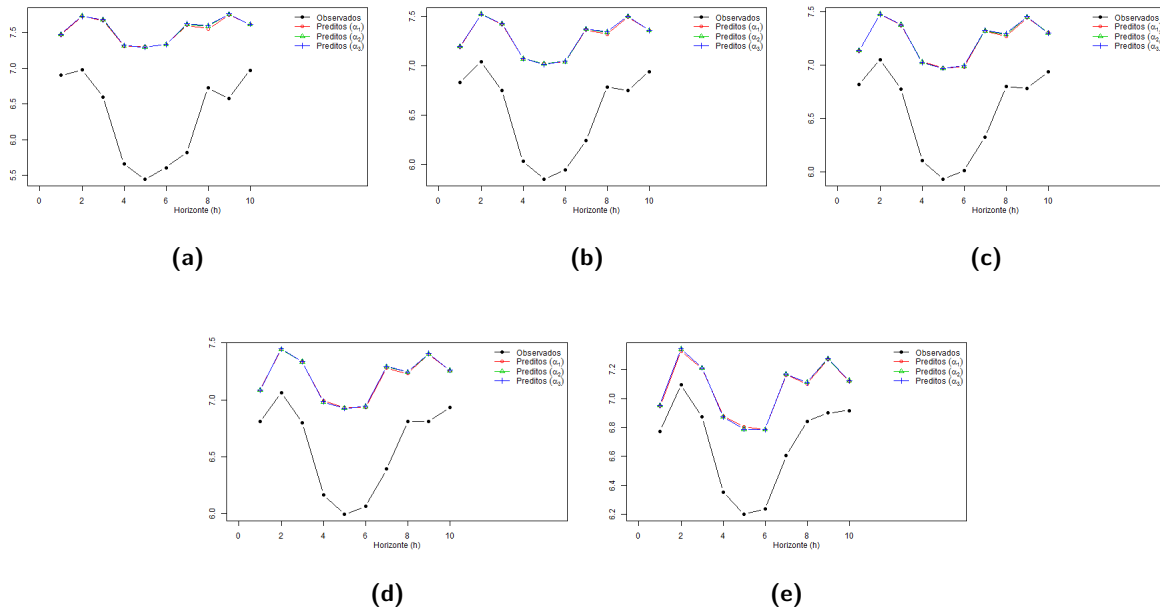 7.5
7.0
6.5
6.0
5.5
Observados
Preditos (α₁)
Preditos (α₂)
Preditos (α₃)
0 2 4 6 8 10
Horizonte (h)
(a)
7.5
7.0
6.5
6.0
Observados
Preditos (α₁)
Preditos (α₂)
Preditos (α₃)
0 2 4 6 8 10
Horizonte (h)
(b)
7.5
7.0
6.5
6.0
Observados
Preditos (α₁)
Preditos (α₂)
Preditos (α₃)
0 2 4 6 8 10
Horizonte (h)
(c)
7.5
7.0
6.5
6.0
Observados
Preditos (α₁)
Preditos (α₂)
Preditos (α₃)
0 2 4 6 8 10
Horizonte (h)
(d)
7.2
7.0
6.8
6.6
6.4
6.2
Observados
Preditos (α₁)
Preditos (α₂)
Preditos (α₃)
0 2 4 6 8 10
Horizonte (h)
(e)